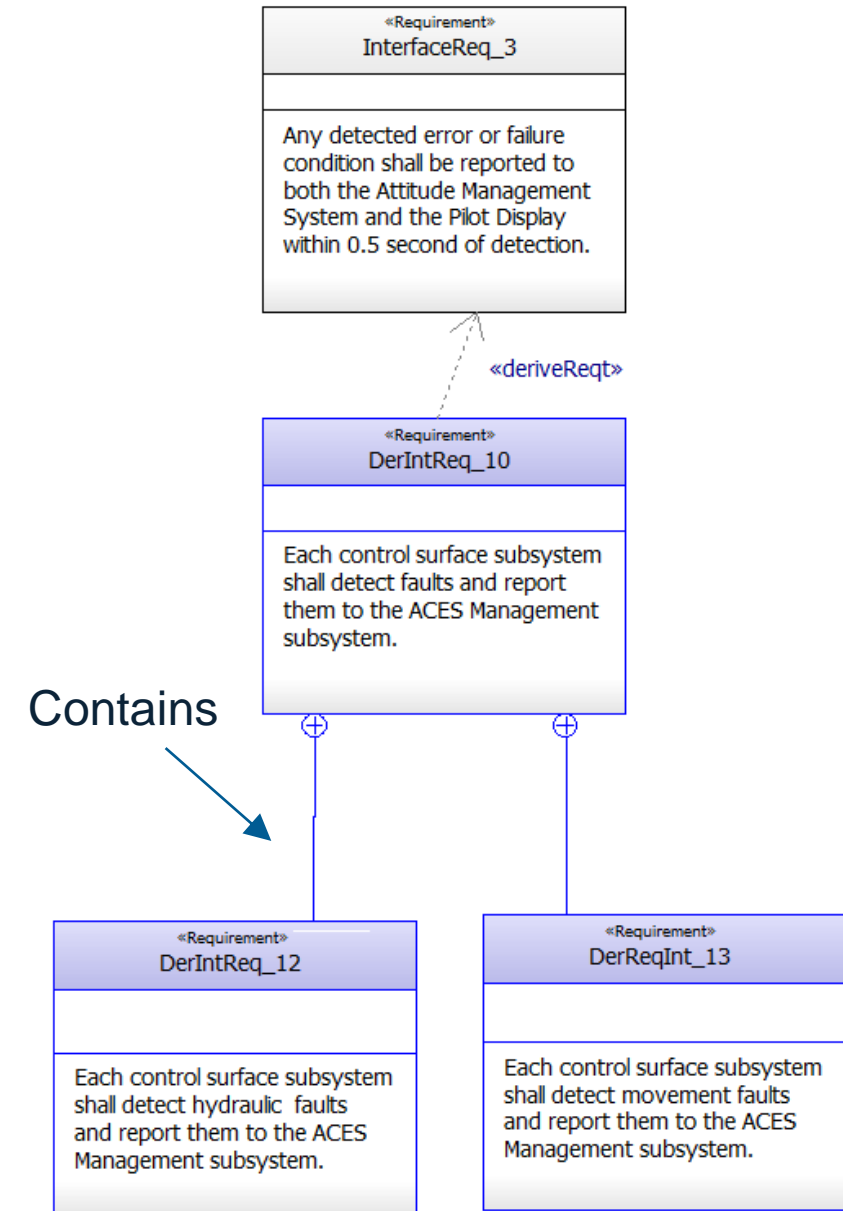 «Requirement»
InterfaceReq_3
Any detected error or failure
condition shall be reported to
both the Attitude Management
System and the Pilot Display
within 0.5 second of detection.
«deriveReqt»
«Requirement»
DerIntReq_10
Each control surface subsystem
shall detect faults and report
them to the ACES Management
subsystem.
Contains
«Requirement»
DerIntReq_12
Each control surface subsystem
shall detect hydraulic faults
and report them to the ACES
Management subsystem.
«Requirement»
DerReqInt_13
Each control surface subsystem
shall detect movement faults
and report them to the ACES
Management subsystem.